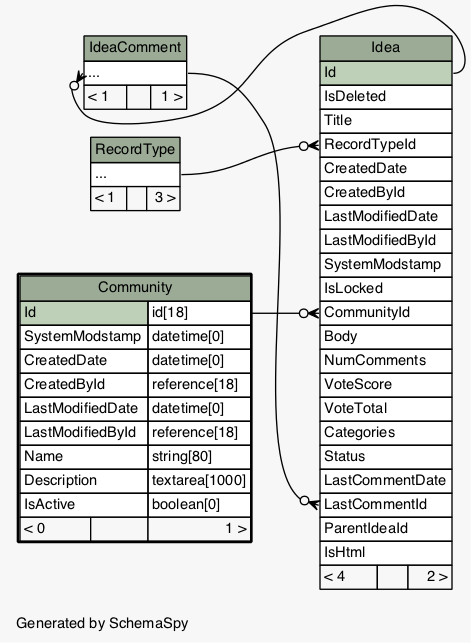 IdeaComment
...
< 1 1 >
RecordType
...
< 1 3 >
Community
Id id[18]
SystemModstamp datetime[0]
CreatedDate datetime[0]
CreatedById reference[18]
LastModifiedDate datetime[0]
LastModifiedById reference[18]
Name string[80]
Description textarea[1000]
IsActive boolean[0]
< 0 1 >
Idea
Id
IsDeleted
Title
RecordTypeId
CreatedDate
CreatedById
LastModifiedDate
LastModifiedById
SystemModstamp
IsLocked
CommunityId
Body
NumComments
VoteScore
VoteTotal
Categories
Status
LastCommentDate
LastCommentId
ParentIdeaId
IsHtml
< 4 2 >
Generated by SchemaSpy